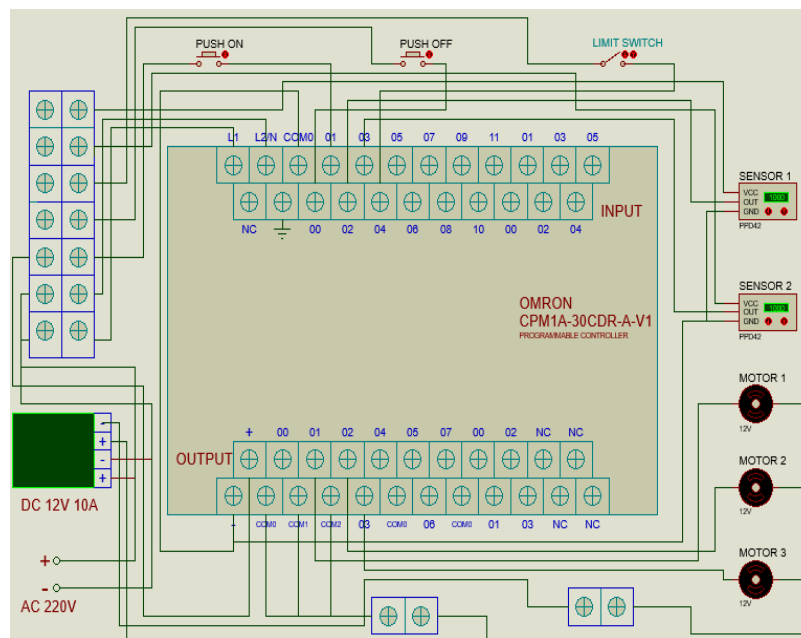 PUSH ON
PUSH OFF
LIMIT SWITCH
L1 L2/N COM0 01 03 05 07 09 11 01 03 05
NC 00 02 04 06 08 10 00 02 04
INPUT
SENSOR 1
VCC
OUT
GND
1000
PPD42
OMRON
CPM1A-30CDR-A-V1
PROGRAMMABLE CONTROLLER
SENSOR 2
VCC
OUT
GND
1000
PPD42
MOTOR 1
12V
MOTOR 2
12V
MOTOR 3
12V
+ 00 01 02 04 05 07 00 02 NC NC
OUTPUT
- COM0 COM1 COM2 03 COM0 06 COM0 01 03 NC NC
-
+
-
+
DC 12V 10A
+
-
AC 220V